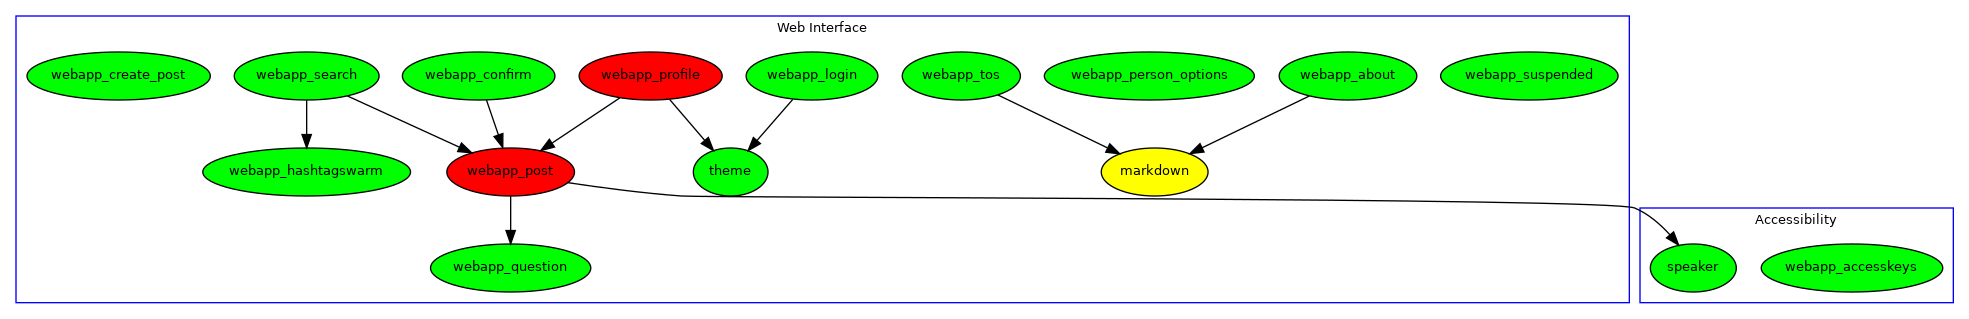 Web Interface
webapp_create_post
webapp_search
webapp_confirm
webapp_profile
webapp_login
webapp_tos
webapp_person_options
webapp_about
webapp_suspended
webapp_hashtagswarm
webapp_post
theme
markdown
Accessibility
webapp_question
speaker
webapp_accesskeys